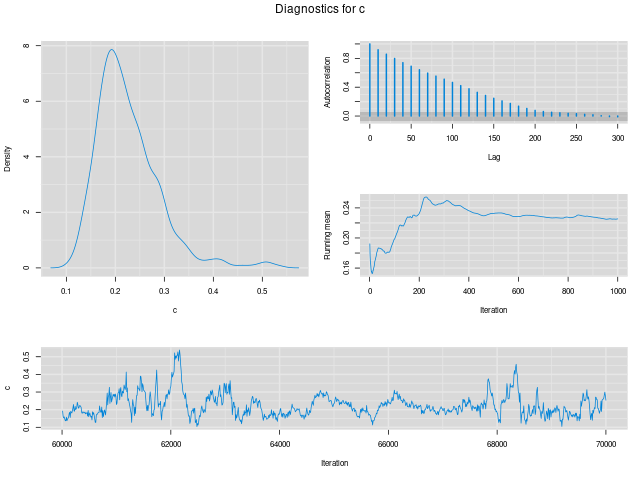 Diagnostics for c
Density
0 2 4 6 8
0.1 0.2 0.3 0.4 0.5
c
Autocorrelation
0.0 0.4 0.8
0 50 100 150 200 250 300
Lag
Running mean
0.16 0.20 0.24
0 200 400 600 800 1000
Iteration
c
0.1 0.2 0.3 0.4 0.5
60000 62000 64000 66000 68000 70000
Iteration